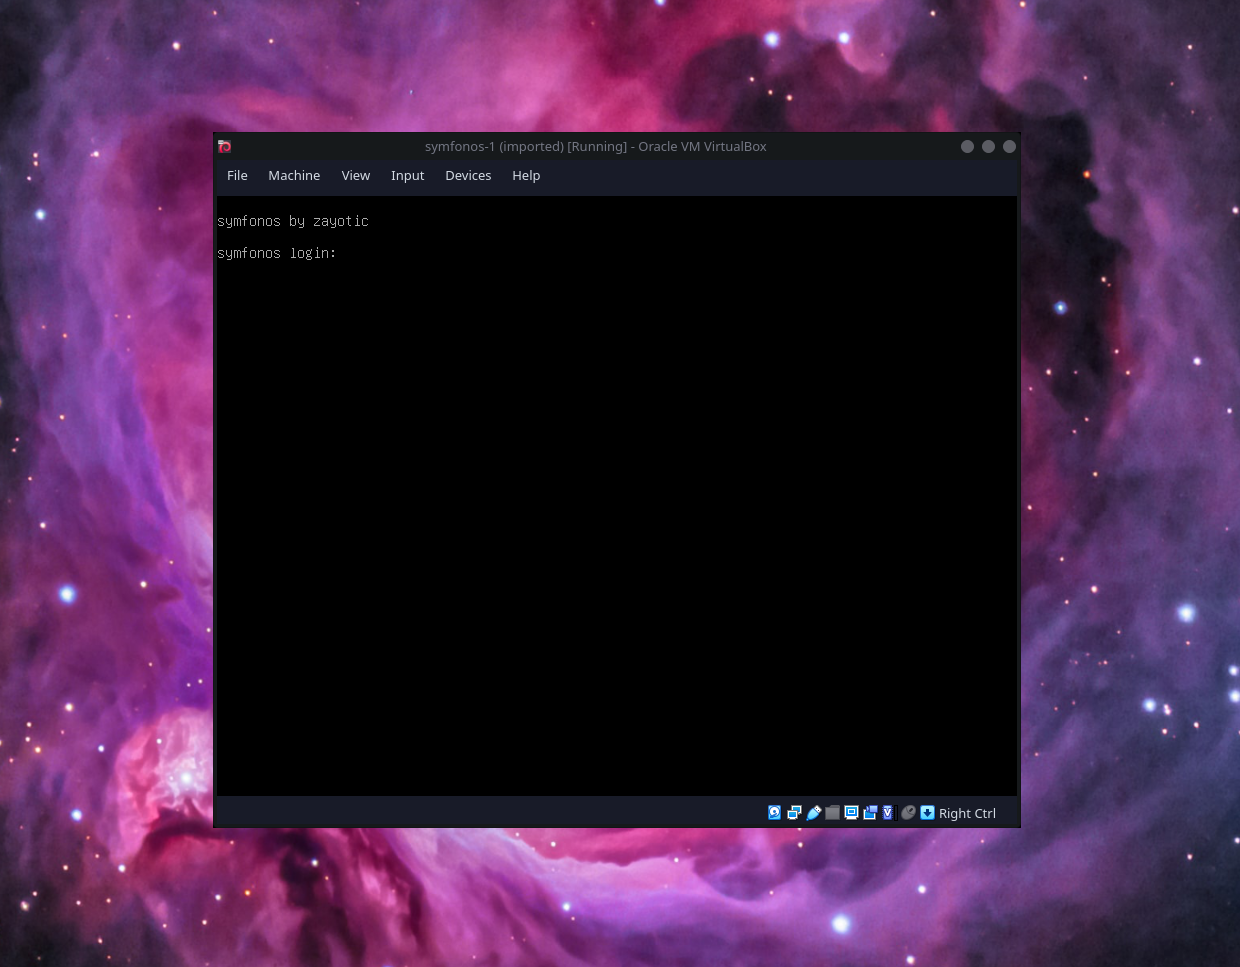 symfonos-1 (imported) [Running] - Oracle VM VirtualBox
File Machine View Input Devices Help
symfonos by zayotic
symfonos login:
Right Ctrl